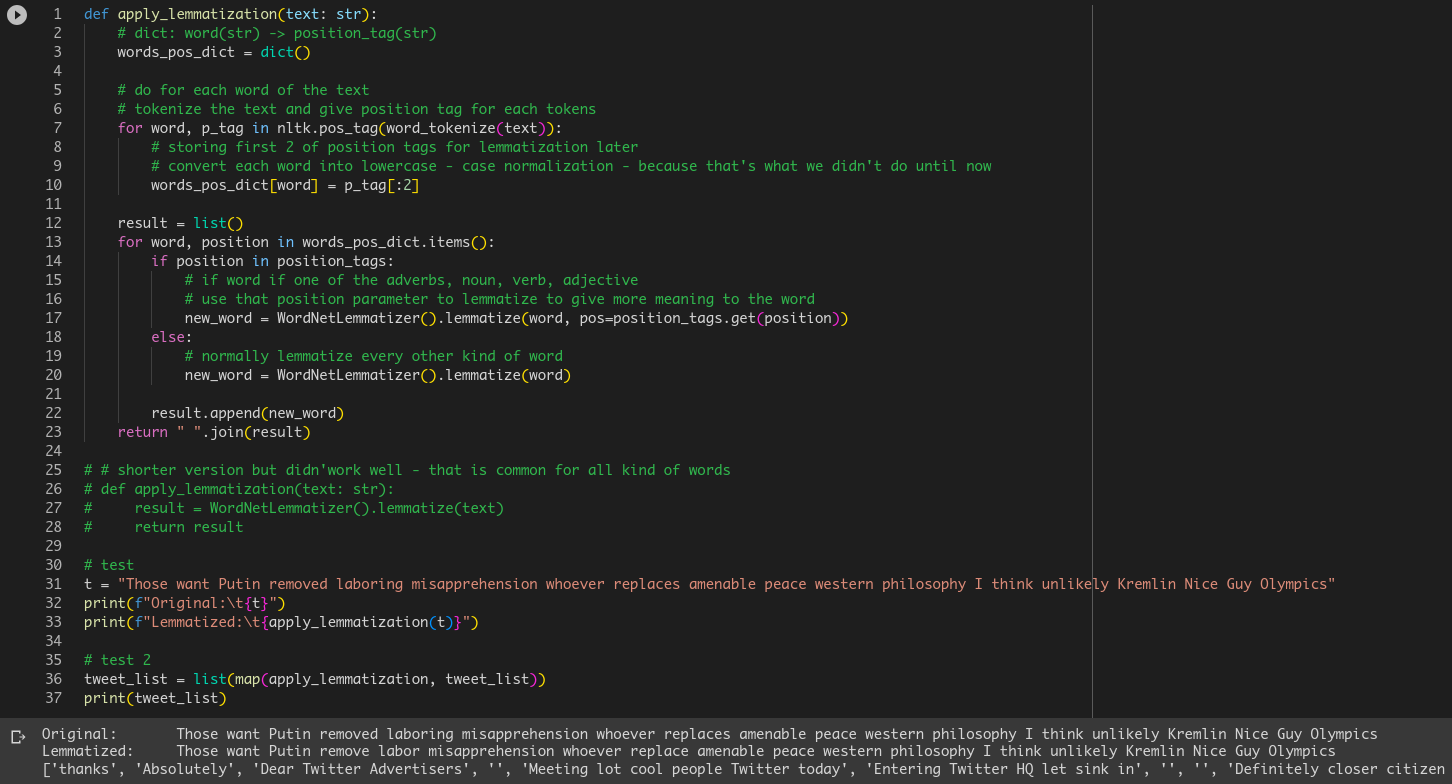 1 def apply_lemmatization(text: str):
2     # dict: word(str) -> position_tag(str)
3     words_pos_dict = dict()
4
5     # do for each word of the text
6     # tokenize the text and give position tag for each tokens
7     for word, p_tag in nltk.pos_tag(word_tokenize(text)):
8         # storing first 2 of position tags for lemmatization later
9         # convert each word into lowercase - case normalization - because that's what we didn't do until now
10         words_pos_dict[word] = p_tag[:2]
11
12     result = list()
13     for word, position in words_pos_dict.items():
14         if position in position_tags:
15             # if word if one of the adverbs, noun, verb, adjective
16             # use that position parameter to lemmatize to give more meaning to the word
17             new_word = WordNetLemmatizer().lemmatize(word, pos=position_tags.get(position))
18         else:
19             # normally lemmatize every other kind of word
20             new_word = WordNetLemmatizer().lemmatize(word)
21
22         result.append(new_word)
23     return " ".join(result)
24
25 # # shorter version but didn'work well - that is common for all kind of words
26 # def apply_lemmatization(text: str):
27 #     result = WordNetLemmatizer().lemmatize(text)
28 #     return result
29
30 # test
31 t = "Those want Putin removed laboring misapprehension whoever replaces amenable peace western philosophy I think unlikely Kremlin Nice Guy Olympics"
32 print(f"Original:\t{t}")
33 print(f"Lemmatized:\t{apply_lemmatization(t)}")
34
35 # test 2
36 tweet_list = list(map(apply_lemmatization, tweet_list))
37 print(tweet_list)
Original:       Those want Putin removed laboring misapprehension whoever replaces amenable peace western philosophy I think unlikely Kremlin Nice Guy Olympics
Lemmatized:     Those want Putin remove labor misapprehension whoever replace amenable peace western philosophy I think unlikely Kremlin Nice Guy Olympics
['thanks', 'Absolutely', 'Dear Twitter Advertisers', '', 'Meeting lot cool people Twitter today', 'Entering Twitter HQ let sink in', '', '', 'Definitely closer citizen